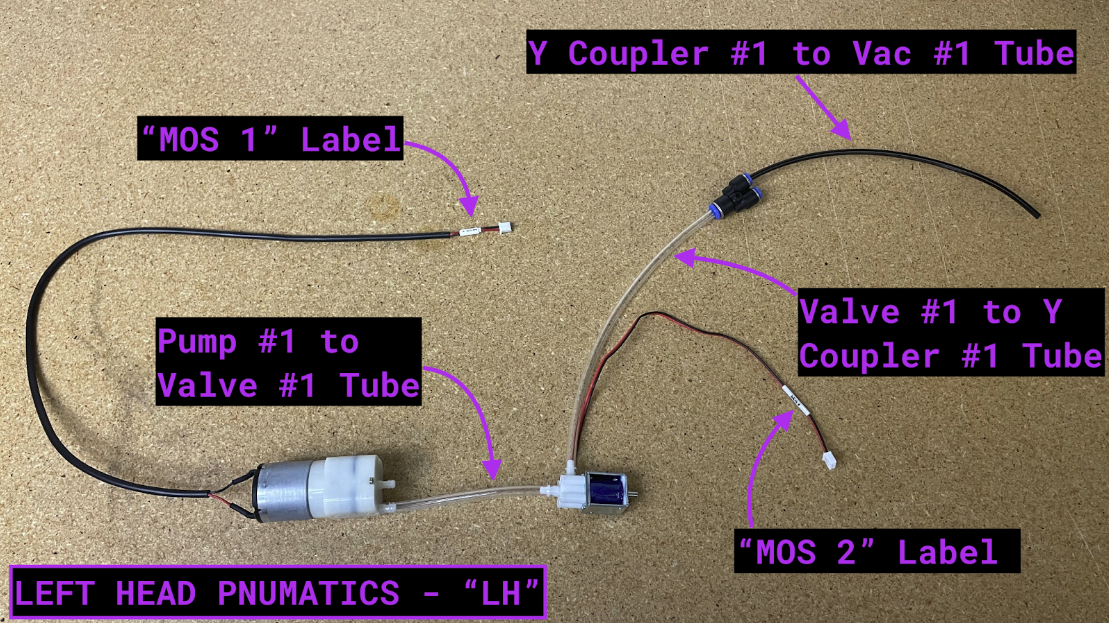 Y Coupler #1 to Vac #1 Tube
“MOS 1” Label
Valve #1 to Y
Coupler #1 Tube
Pump #1 to
Valve #1 Tube
“MOS 2” Label
LEFT HEAD PNUMATICS - “LH”